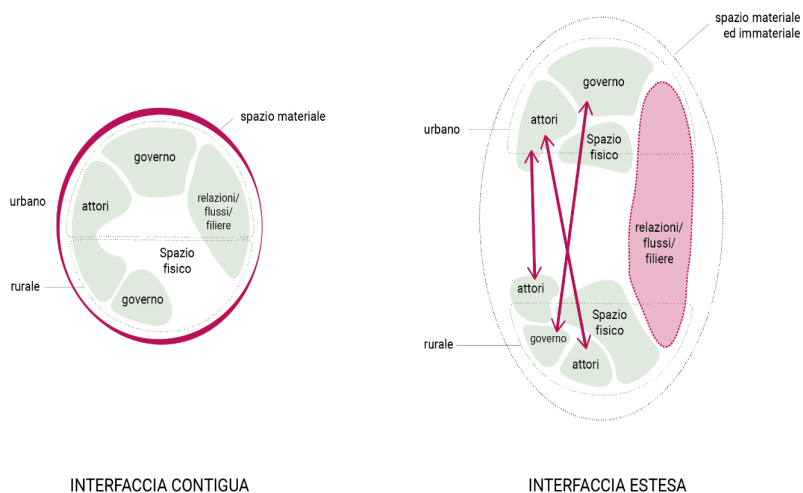 spazio materiale
governo
urbano
attori
relazioni/
flussi/
filiere
Spazio
fisico
rurale
governo
INTERFACCIA CONTIGUA
spazio materiale
ed immateriale
governo
attori
urbano
Spazio
fisico
relazioni/
flussi/
filiere
attori
Spazio
fisico
governo
rurale
attori
INTERFACCIA ESTESA